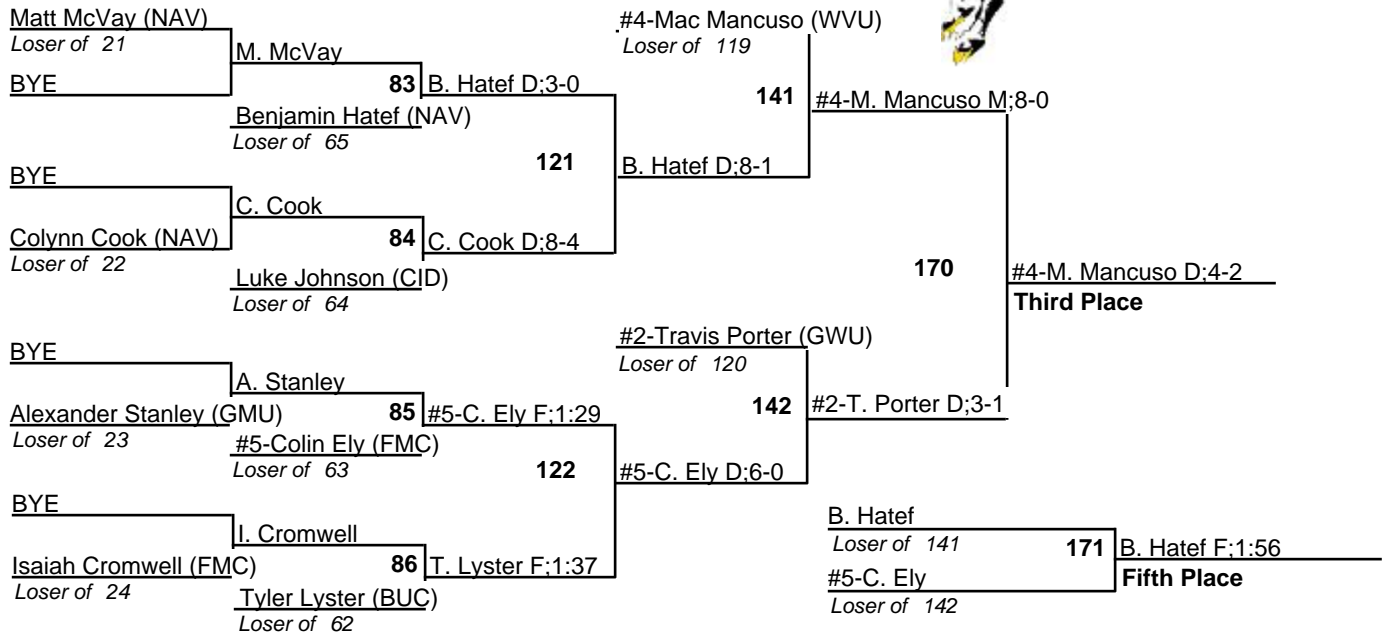 Matt McVay (NAV)
Loser of 21
M. McVay
BYE
83
B. Hatef D;3-0
Benjamin Hatef (NAV)
Loser of 65
121
BYE
C. Cook
Colynn Cook (NAV)
Loser of 22
84
C. Cook D;8-4
Luke Johnson (CID)
Loser of 64
BYE
A. Stanley
Alexander Stanley (GMU)
Loser of 23
85
#5-C. Ely F;1:29
#5-Colin Ely (FMC)
Loser of 63
122
BYE
I. Cromwell
Isaiah Cromwell (FMC)
Loser of 24
86
T. Lyster F;1:37
Tyler Lyster (BUC)
Loser of 62
#4-Mac Mancuso (WVU)
Loser of 119
141
#4-M. Mancuso M;8-0
B. Hatef D;8-1
170
#4-M. Mancuso D;4-2
Third Place
#2-Travis Porter (GWU)
Loser of 120
142
#2-T. Porter D;3-1
#5-C. Ely D;6-0
B. Hatef
Loser of 141
171
B. Hatef F;1:56
#5-C. Ely
Fifth Place
Loser of 142